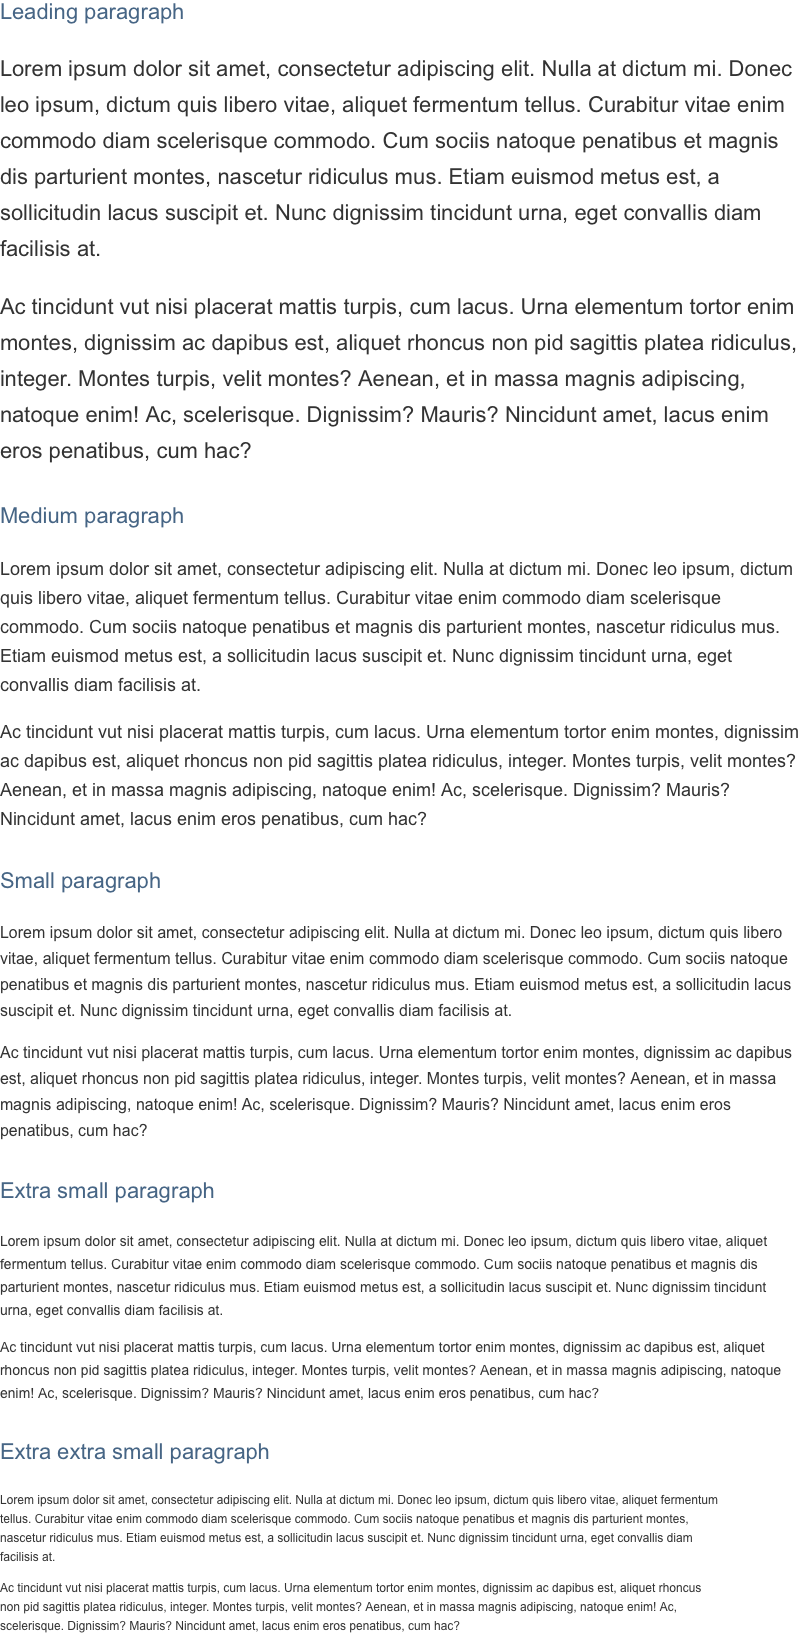 Leading paragraph
Lorem ipsum dolor sit amet, consectetur adipiscing elit. Nulla at dictum mi. Donec
leo ipsum, dictum quis libero vitae, aliquet fermentum tellus. Curabitur vitae enim
commodo diam scelerisque commodo. Cum sociis natoque penatibus et magnis
dis parturient montes, nascetur ridiculus mus. Etiam euismod metus est, a
sollicitudin lacus suscipit et. Nunc dignissim tincidunt urna, eget convallis diam
facilisis at.
Ac tincidunt vut nisi placerat mattis turpis, cum lacus. Urna elementum tortor enim
montes, dignissim ac dapibus est, aliquet rhoncus non pid sagittis platea ridiculus,
integer. Montes turpis, velit montes? Aenean, et in massa magnis adipiscing,
natoque enim! Ac, scelerisque. Dignissim? Mauris? Nincidunt amet, lacus enim
eros penatibus, cum hac?
Medium paragraph
Lorem ipsum dolor sit amet, consectetur adipiscing elit. Nulla at dictum mi. Donec leo ipsum, dictum
quis libero vitae, aliquet fermentum tellus. Curabitur vitae enim commodo diam scelerisque
commodo. Cum sociis natoque penatibus et magnis dis parturient montes, nascetur ridiculus mus.
Etiam euismod metus est, a sollicitudin lacus suscipit et. Nunc dignissim tincidunt urna, eget
convallis diam facilisis at.
Ac tincidunt vut nisi placerat mattis turpis, cum lacus. Urna elementum tortor enim montes, dignissim
ac dapibus est, aliquet rhoncus non pid sagittis platea ridiculus, integer. Montes turpis, velit montes?
Aenean, et in massa magnis adipiscing, natoque enim! Ac, scelerisque. Dignissim? Mauris?
Nincidunt amet, lacus enim eros penatibus, cum hac?
Small paragraph
Lorem ipsum dolor sit amet, consectetur adipiscing elit. Nulla at dictum mi. Donec leo ipsum, dictum quis libero
vitae, aliquet fermentum tellus. Curabitur vitae enim commodo diam scelerisque commodo. Cum sociis natoque
penatibus et magnis dis parturient montes, nascetur ridiculus mus. Etiam euismod metus est, a sollicitudin lacus
suscipit et. Nunc dignissim tincidunt urna, eget convallis diam facilisis at.
Ac tincidunt vut nisi placerat mattis turpis, cum lacus. Urna elementum tortor enim montes, dignissim ac dapibus
est, aliquet rhoncus non pid sagittis platea ridiculus, integer. Montes turpis, velit montes? Aenean, et in massa
magnis adipiscing, natoque enim! Ac, scelerisque. Dignissim? Mauris? Nincidunt amet, lacus enim eros
penatibus, cum hac?
Extra small paragraph
Lorem ipsum dolor sit amet, consectetur adipiscing elit. Nulla at dictum mi. Donec leo ipsum, dictum quis libero vitae, aliquet
fermentum tellus. Curabitur vitae enim commodo diam scelerisque commodo. Cum sociis natoque penatibus et magnis dis
parturient montes, nascetur ridiculus mus. Etiam euismod metus est, a sollicitudin lacus suscipit et. Nunc dignissim tincidunt
urna, eget convallis diam facilisis at.
Ac tincidunt vut nisi placerat mattis turpis, cum lacus. Urna elementum tortor enim montes, dignissim ac dapibus est, aliquet
rhoncus non pid sagittis platea ridiculus, integer. Montes turpis, velit montes? Aenean, et in massa magnis adipiscing, natoque
enim! Ac, scelerisque. Dignissim? Mauris? Nincidunt amet, lacus enim eros penatibus, cum hac?
Extra extra small paragraph
Lorem ipsum dolor sit amet, consectetur adipiscing elit. Nulla at dictum mi. Donec leo ipsum, dictum quis libero vitae, aliquet fermentum
tellus. Curabitur vitae enim commodo diam scelerisque commodo. Cum sociis natoque penatibus et magnis dis parturient montes,
nascetur ridiculus mus. Etiam euismod metus est, a sollicitudin lacus suscipit et. Nunc dignissim tincidunt urna, eget convallis diam
facilisis at.
Ac tincidunt vut nisi placerat mattis turpis, cum lacus. Urna elementum tortor enim montes, dignissim ac dapibus est, aliquet rhoncus
non pid sagittis platea ridiculus, integer. Montes turpis, velit montes? Aenean, et in massa magnis adipiscing, natoque enim! Ac,
scelerisque. Dignissim? Mauris? Nincidunt amet, lacus enim eros penatibus, cum hac?